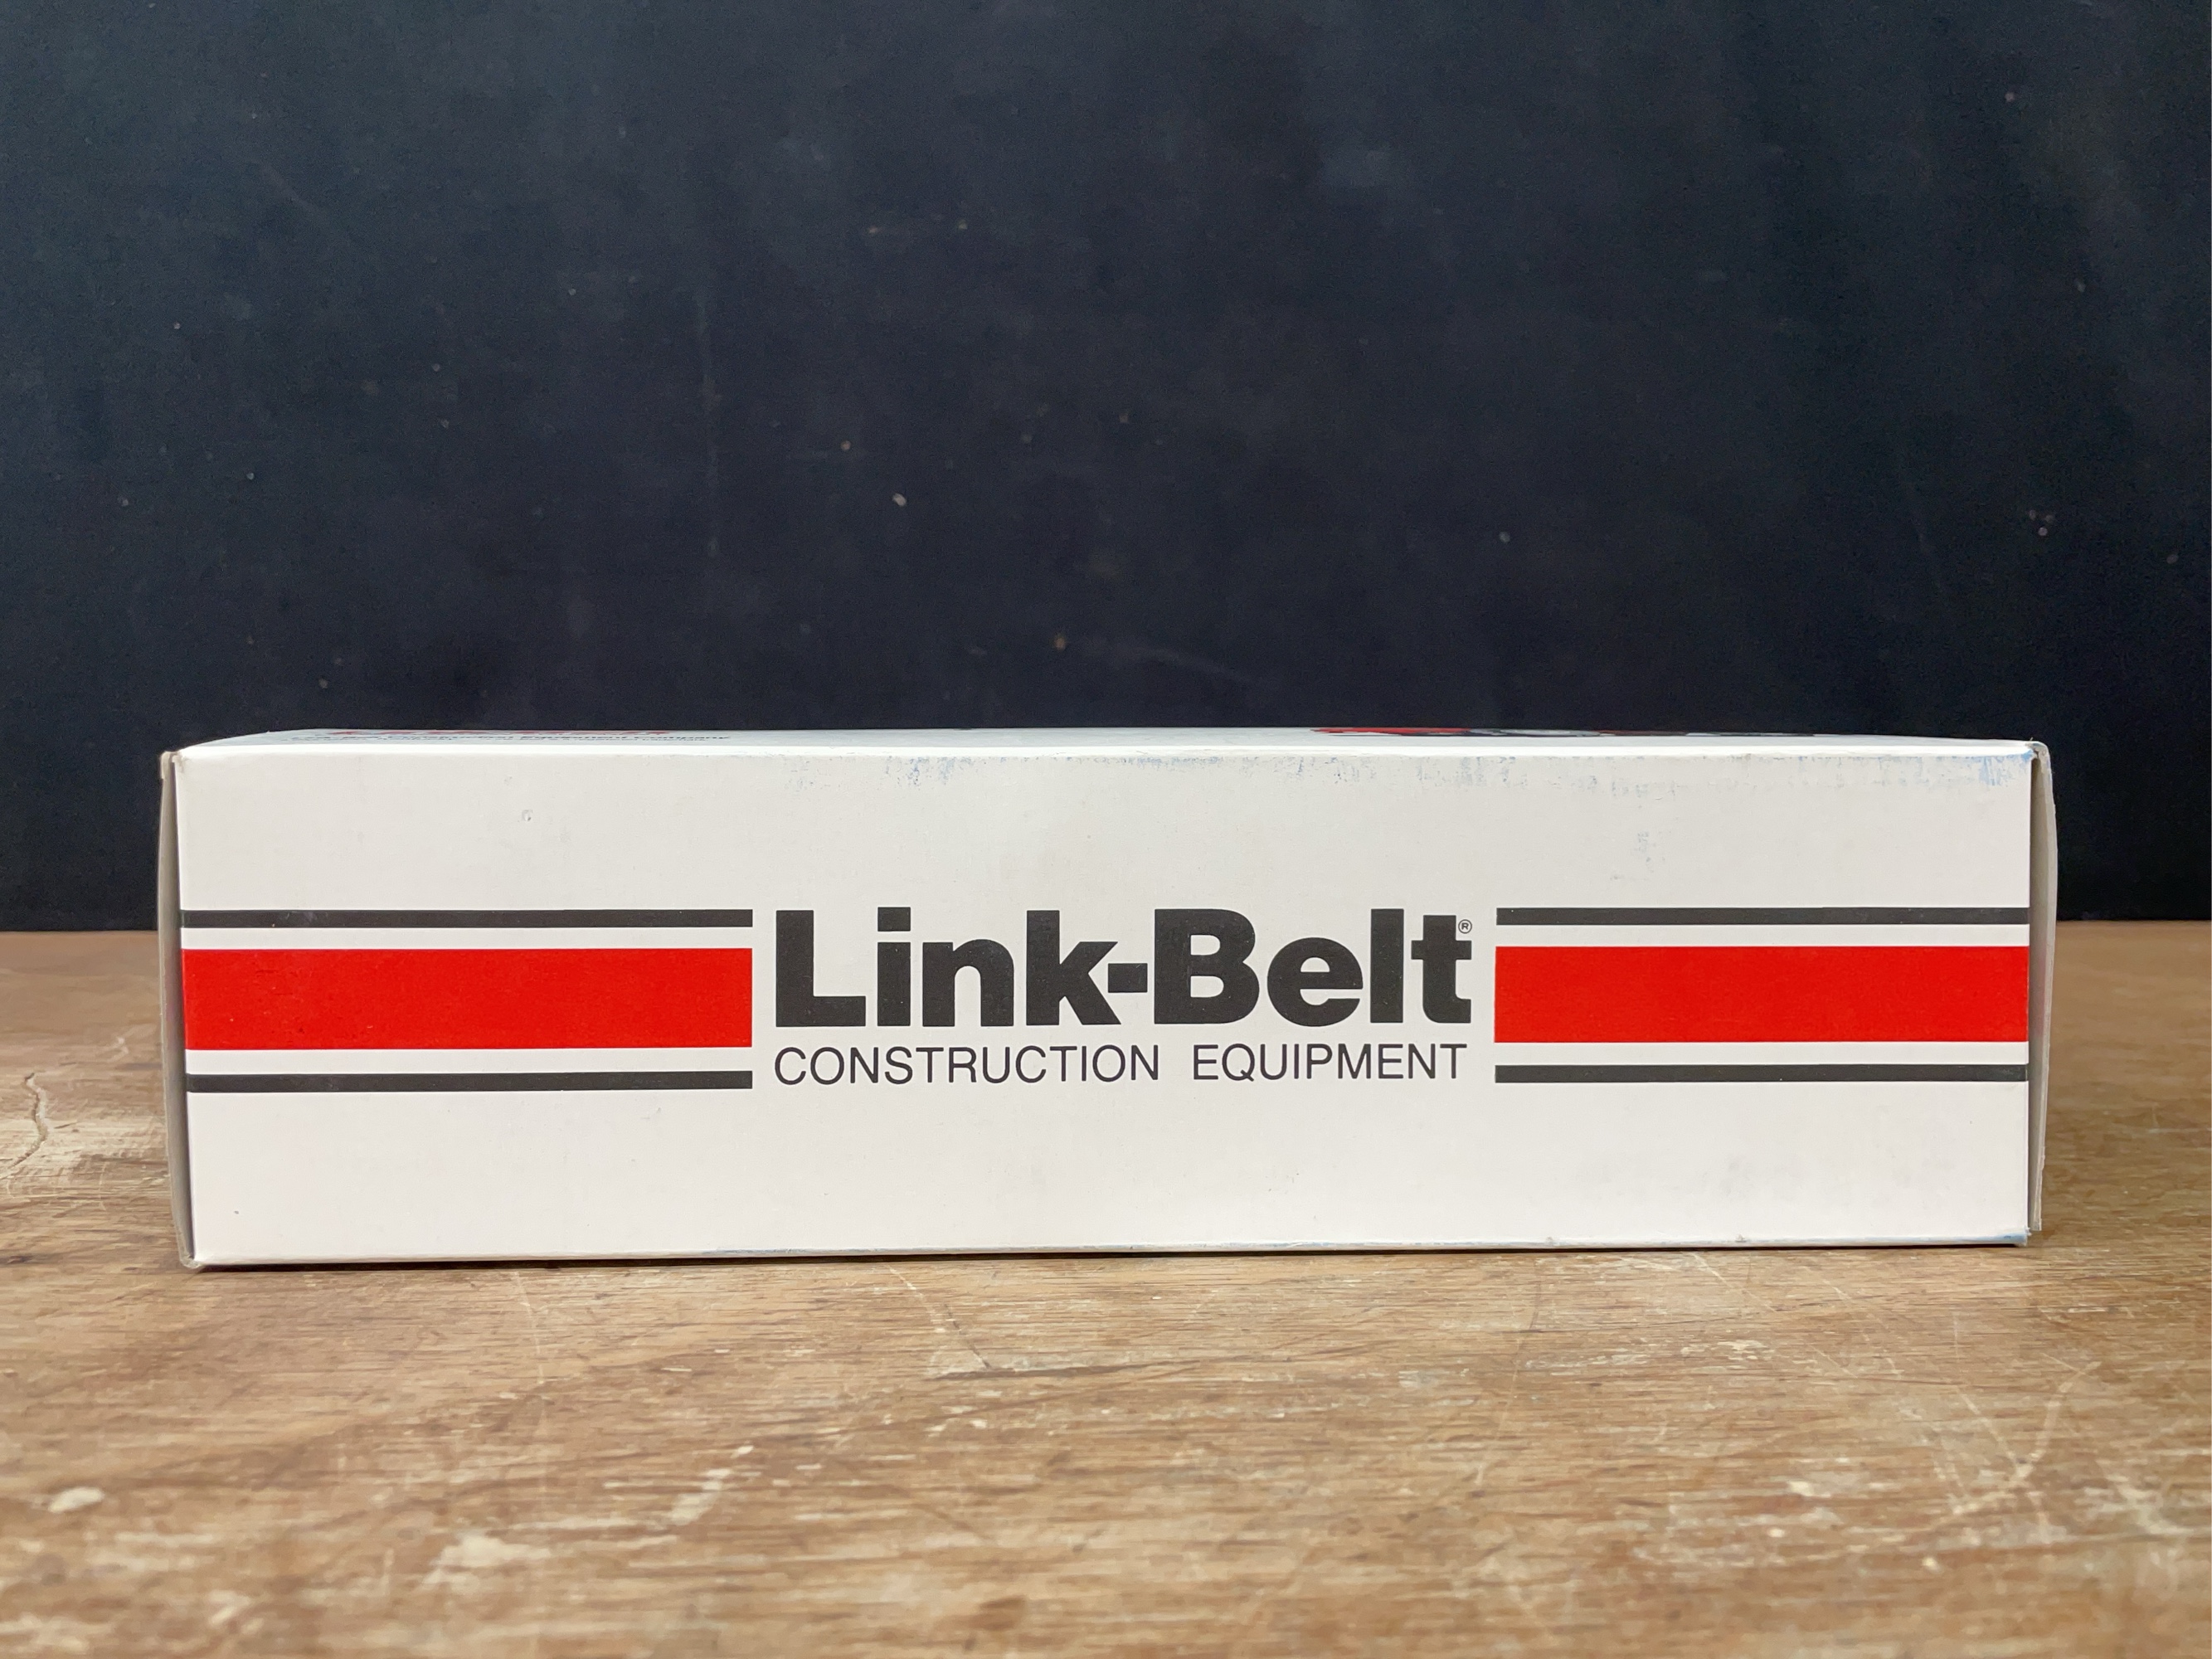 Link-Belt®
CONSTRUCTION EQUIPMENT